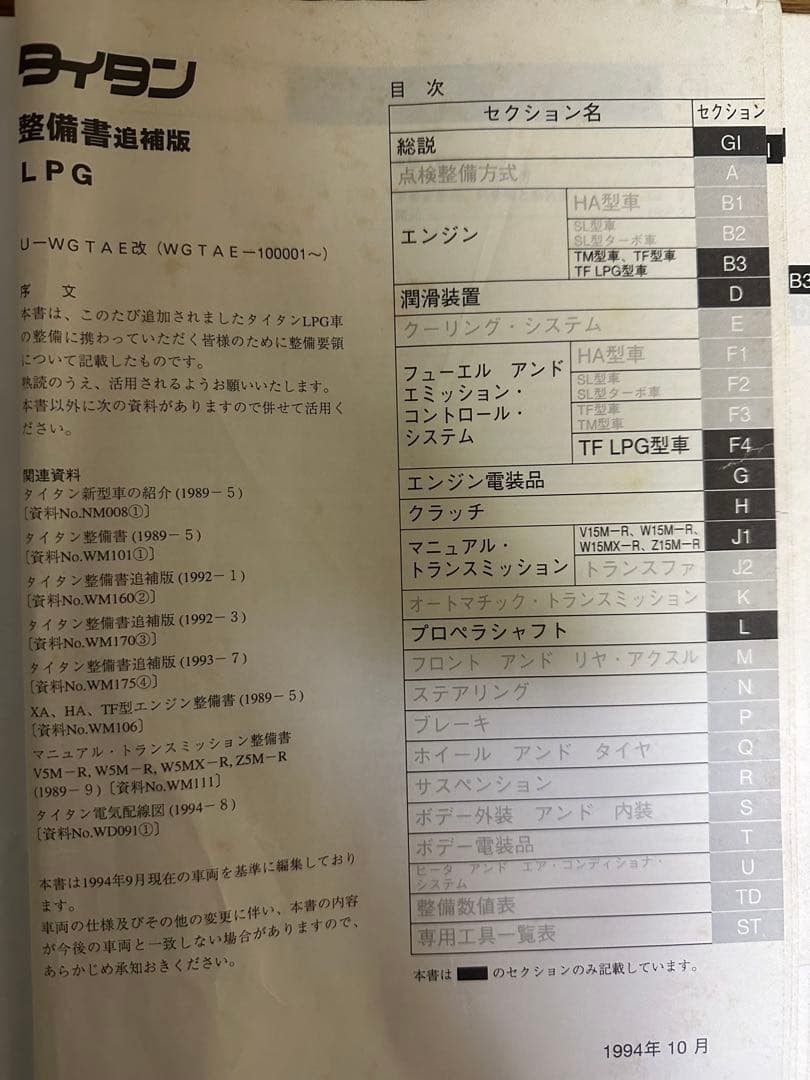 タイタン
整備書追補版
LPG
U－WGTAE改（WGTAE－100001～）
序 文
本書は、このたび追加されましたタイタンLPG車
の整備に携わっていただく皆様のために整備要領
について記載したものです。
熟読のうえ、活用されるようお願いいたします。
本書以外に次の資料がありますので併せて活用く
ださい。
関連資料
タイタン新型車の紹介(1989－5)
［資料No.NM008①］
タイタン整備書(1989－5)
［資料No.WM101①］
タイタン整備書追補版(1992－1)
［資料No.WM160②］
タイタン整備書追補版(1992－3)
［資料No.WM170③］
タイタン整備書追補版(1993－7)
［資料No.WM175④］
XA、HA、TF型エンジン整備書(1989－5)
［資料No.WM106］
マニュアル・トランスミッション整備書
V5M－R, W5M－R, W5MX－R, Z5M－R
(1989－9)［資料No.WM111］
タイタン電気配線図(1994－8)
［資料No.WD091①］
本書は1994年9月現在の車両を基準に編集しており
ます。
車両の仕様及びその他の変更に伴い、本書の内容
が今後の車両と一致しない場合がありますので、
あらかじめ承知おきください。
目 次
セクション名 セクション
総説 GI
点検整備方式 A
エンジン
HA型車 B1
SL型車
SL型ターボ車 B2
TM型車、TF型車
TF LPG型車 B3
潤滑装置 D
クーリング・システム E
フューエル アンド
エミッション・
コントロール・
システム
HA型車 F1
SL型車
SL型ターボ車 F2
TF型車
TM型車 F3
TF LPG型車 F4
エンジン電装品 G
クラッチ H
マニュアル・
トランスミッション
V15M－R、W15M－R、
W15MX－R、Z15M－R J1
トランスファ J2
オートマチック・トランスミッション K
プロペラシャフト L
フロント アンド リヤ・アクスル M
ステアリング N
ブレーキ P
ホイール アンド タイヤ Q
サスペンション R
ボデー外装 アンド 内装 S
ボデー電装品 T
ヒータ アンド エア・コンディショナ・
システム U
整備数値表 TD
専用工具一覧表 ST
本書は のセクションのみ記載しています。
1994年10月
B3